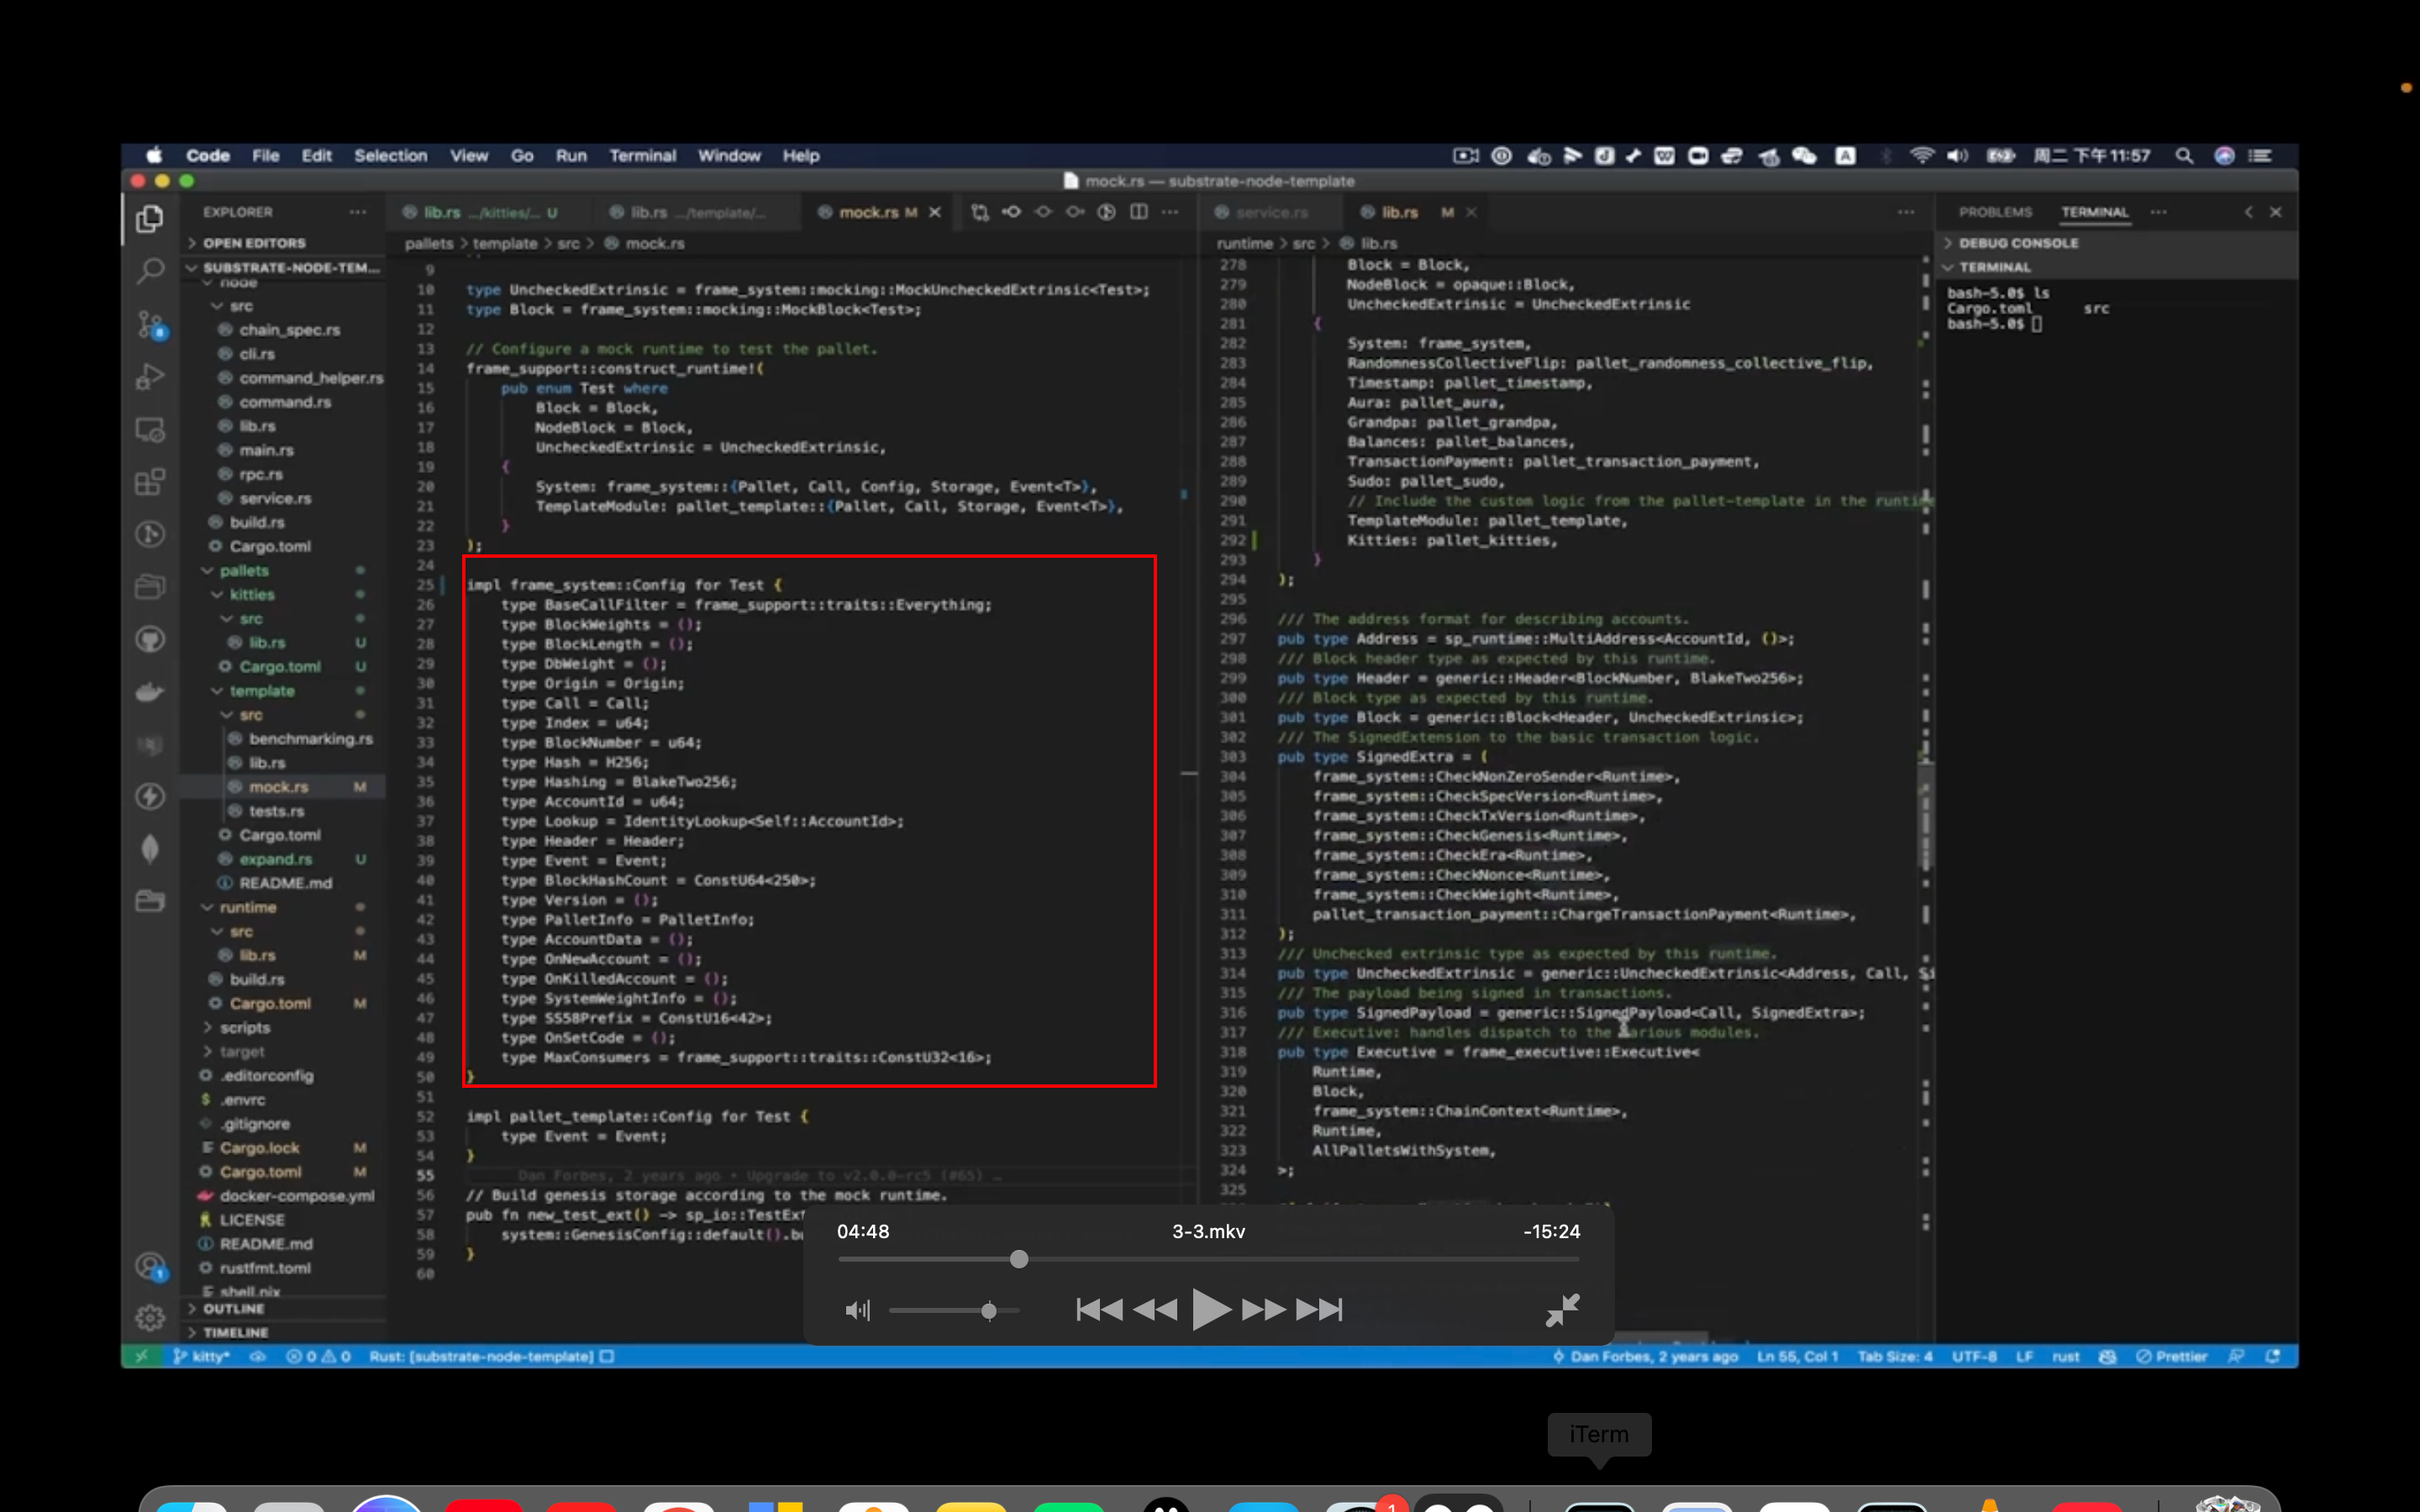 Code File Edit Selection View Go Run Terminal Window Help
周二 下午11:57
mock.rs — substrate-node-template
EXPLORER
OPEN EDITORS
SUBSTRATE-NODE-TEM...
node
src
chain_spec.rs
cli.rs
command_helper.rs
command.rs
lib.rs
main.rs
rpc.rs
service.rs
build.rs
Cargo.toml
pallets
kitties
src
lib.rs U
Cargo.toml U
template
src
benchmarking.rs
lib.rs
mock.rs M
tests.rs
Cargo.toml
expand.rs U
README.md
runtime
src
lib.rs M
build.rs
Cargo.toml M
scripts
target
.editorconfig
.envrc
.gitignore
Cargo.lock M
Cargo.toml M
docker-compose.yml
LICENSE
README.md
rustfmt.toml
shell.nix
OUTLINE
TIMELINE
lib.rs .../kitties/... U
lib.rs .../template/...
mock.rs M
pallets > template > src > mock.rs
9
10 type UncheckedExtrinsic = frame_system::mocking::MockUncheckedExtrinsic<Test>;
11 type Block = frame_system::mocking::MockBlock<Test>;
12
13 // Configure a mock runtime to test the pallet.
14 frame_support::construct_runtime!(
15 pub enum Test where
16 Block = Block,
17 NodeBlock = Block,
18 UncheckedExtrinsic = UncheckedExtrinsic,
19 {
20 System: frame_system::{Pallet, Call, Config, Storage, Event<T>},
21 TemplateModule: pallet_template::{Pallet, Call, Storage, Event<T>},
22 }
23 );
24
25 impl frame_system::Config for Test {
26 type BaseCallFilter = frame_support::traits::Everything;
27 type BlockWeights = ();
28 type BlockLength = ();
29 type DbWeight = ();
30 type Origin = Origin;
31 type Call = Call;
32 type Index = u64;
33 type BlockNumber = u64;
34 type Hash = H256;
35 type Hashing = BlakeTwo256;
36 type AccountId = u64;
37 type Lookup = IdentityLookup<Self::AccountId>;
38 type Header = Header;
39 type Event = Event;
40 type BlockHashCount = ConstU64<250>;
41 type Version = ();
42 type PalletInfo = PalletInfo;
43 type AccountData = ();
44 type OnNewAccount = ();
45 type OnKilledAccount = ();
46 type SystemWeightInfo = ();
47 type SS58Prefix = ConstU16<42>;
48 type OnSetCode = ();
49 type MaxConsumers = frame_support::traits::ConstU32<16>;
50 }
51
52 impl pallet_template::Config for Test {
53 type Event = Event;
54 }
55 Dan Forbes, 2 years ago • Upgrade to v2.0.0-rc5 (#65) …
56 // Build genesis storage according to the mock runtime.
57 pub fn new_test_ext() -> sp_io::TestExt
58 system::GenesisConfig::default().bu
59 }
60
service.rs
lib.rs M
runtime > src > lib.rs
278 Block = Block,
279 NodeBlock = opaque::Block,
280 UncheckedExtrinsic = UncheckedExtrinsic
281 {
282 System: frame_system,
283 RandomnessCollectiveFlip: pallet_randomness_collective_flip,
284 Timestamp: pallet_timestamp,
285 Aura: pallet_aura,
286 Grandpa: pallet_grandpa,
287 Balances: pallet_balances,
288 TransactionPayment: pallet_transaction_payment,
289 Sudo: pallet_sudo,
290 // Include the custom logic from the pallet-template in the runtime
291 TemplateModule: pallet_template,
292 Kitties: pallet_kitties,
293 }
294 );
295
296 /// The address format for describing accounts.
297 pub type Address = sp_runtime::MultiAddress<AccountId, ()>;
298 /// Block header type as expected by this runtime.
299 pub type Header = generic::Header<BlockNumber, BlakeTwo256>;
300 /// Block type as expected by this runtime.
301 pub type Block = generic::Block<Header, UncheckedExtrinsic>;
302 /// The SignedExtension to the basic transaction logic.
303 pub type SignedExtra = (
304 frame_system::CheckNonZeroSender<Runtime>,
305 frame_system::CheckSpecVersion<Runtime>,
306 frame_system::CheckTxVersion<Runtime>,
307 frame_system::CheckGenesis<Runtime>,
308 frame_system::CheckEra<Runtime>,
309 frame_system::CheckNonce<Runtime>,
310 frame_system::CheckWeight<Runtime>,
311 pallet_transaction_payment::ChargeTransactionPayment<Runtime>,
312 );
313 /// Unchecked extrinsic type as expected by this runtime.
314 pub type UncheckedExtrinsic = generic::UncheckedExtrinsic<Address, Call, Si
315 /// The payload being signed in transactions.
316 pub type SignedPayload = generic::SignedPayload<Call, SignedExtra>;
317 /// Executive: handles dispatch to the various modules.
318 pub type Executive = frame_executive::Executive<
319 Runtime,
320 Block,
321 frame_system::ChainContext<Runtime>,
322 Runtime,
323 AllPalletsWithSystem,
324 >;
325
PROBLEMS TERMINAL
DEBUG CONSOLE
TERMINAL
bash-5.0$ ls
Cargo.toml src
bash-5.0$
04:48 3-3.mkv -15:24
kitty* 0 0 Rust: [substrate-node-template]
Dan Forbes, 2 years ago Ln 55, Col 1 Tab Size: 4 UTF-8 LF rust Prettier
iTerm
1